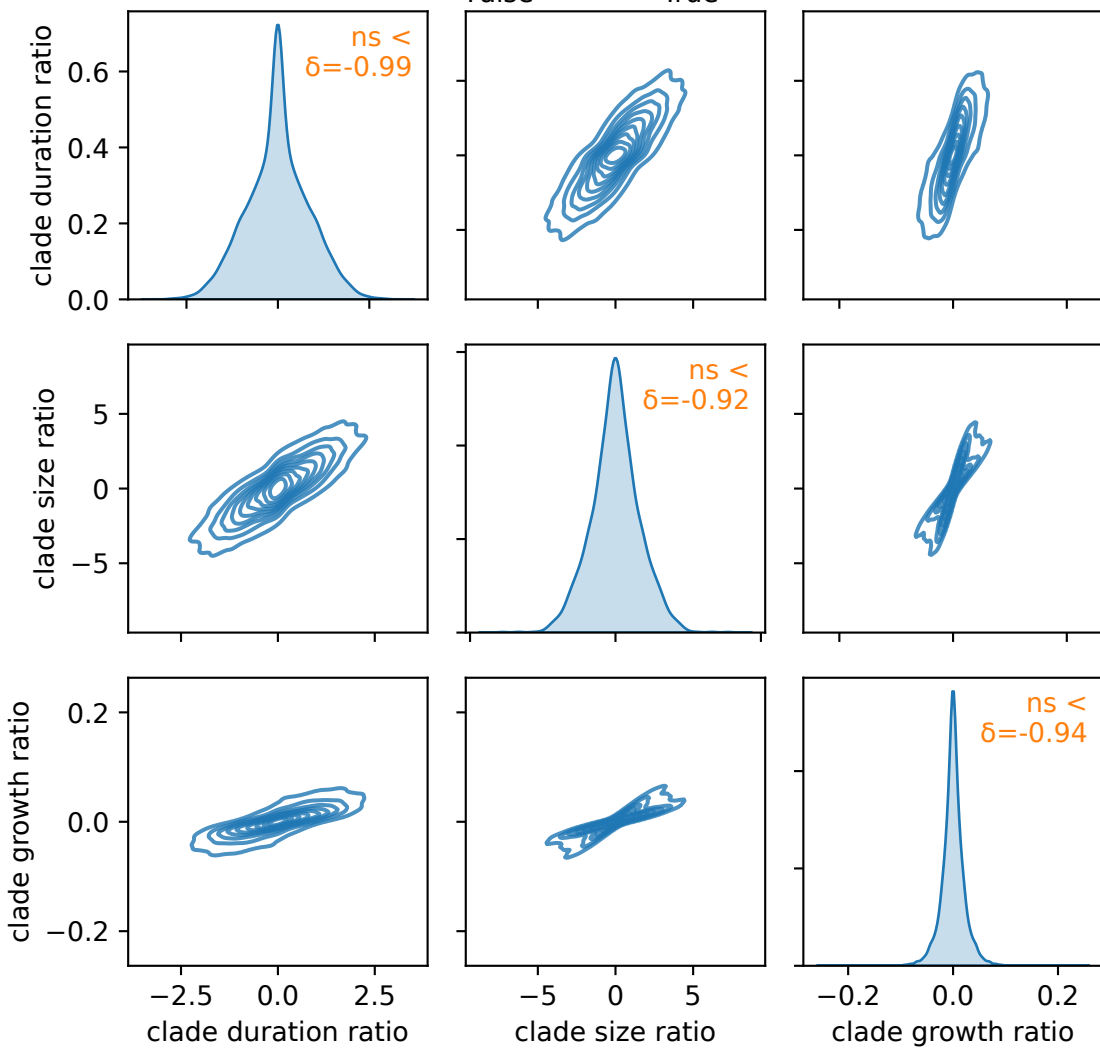 True
clade duration ratio
0.6
0.4
0.2
0.0
ns <
δ=-0.99
clade size ratio
5
0
−5
ns <
δ=-0.92
clade growth ratio
0.2
0.0
−0.2
ns <
δ=-0.94
−2.5 0.0 2.5
−5 0 5
−0.2 0.0 0.2
clade duration ratio
clade size ratio
clade growth ratio